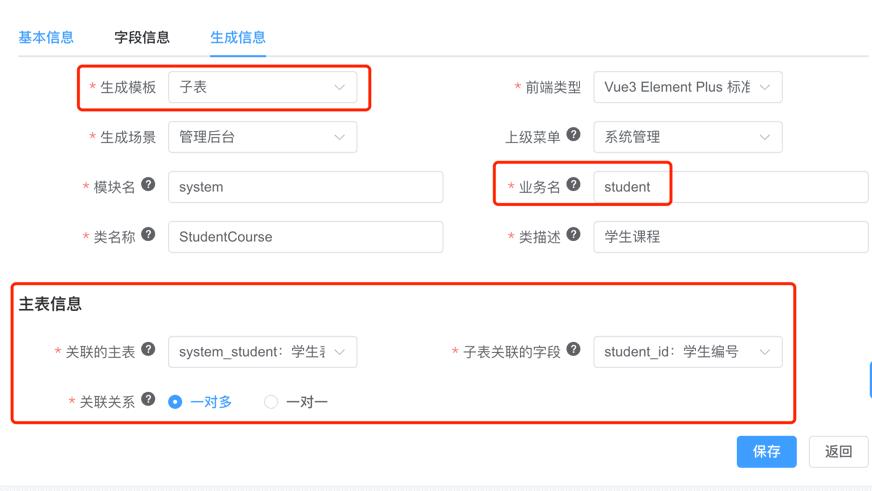 基本信息 字段信息 生成信息
* 生成模板 子表 * 前端类型 Vue3 Element Plus 标准
* 生成场景 管理后台 上级菜单 ? 系统管理
* 模块名 ? system * 业务名 ? student
* 类名称 ? StudentCourse * 类描述 ? 学生课程
主表信息
* 关联的主表 ? system_student：学生 * 子表关联的字段 ? student_id：学生编号
* 关联关系 ? 一对多 一对一
保存 返回